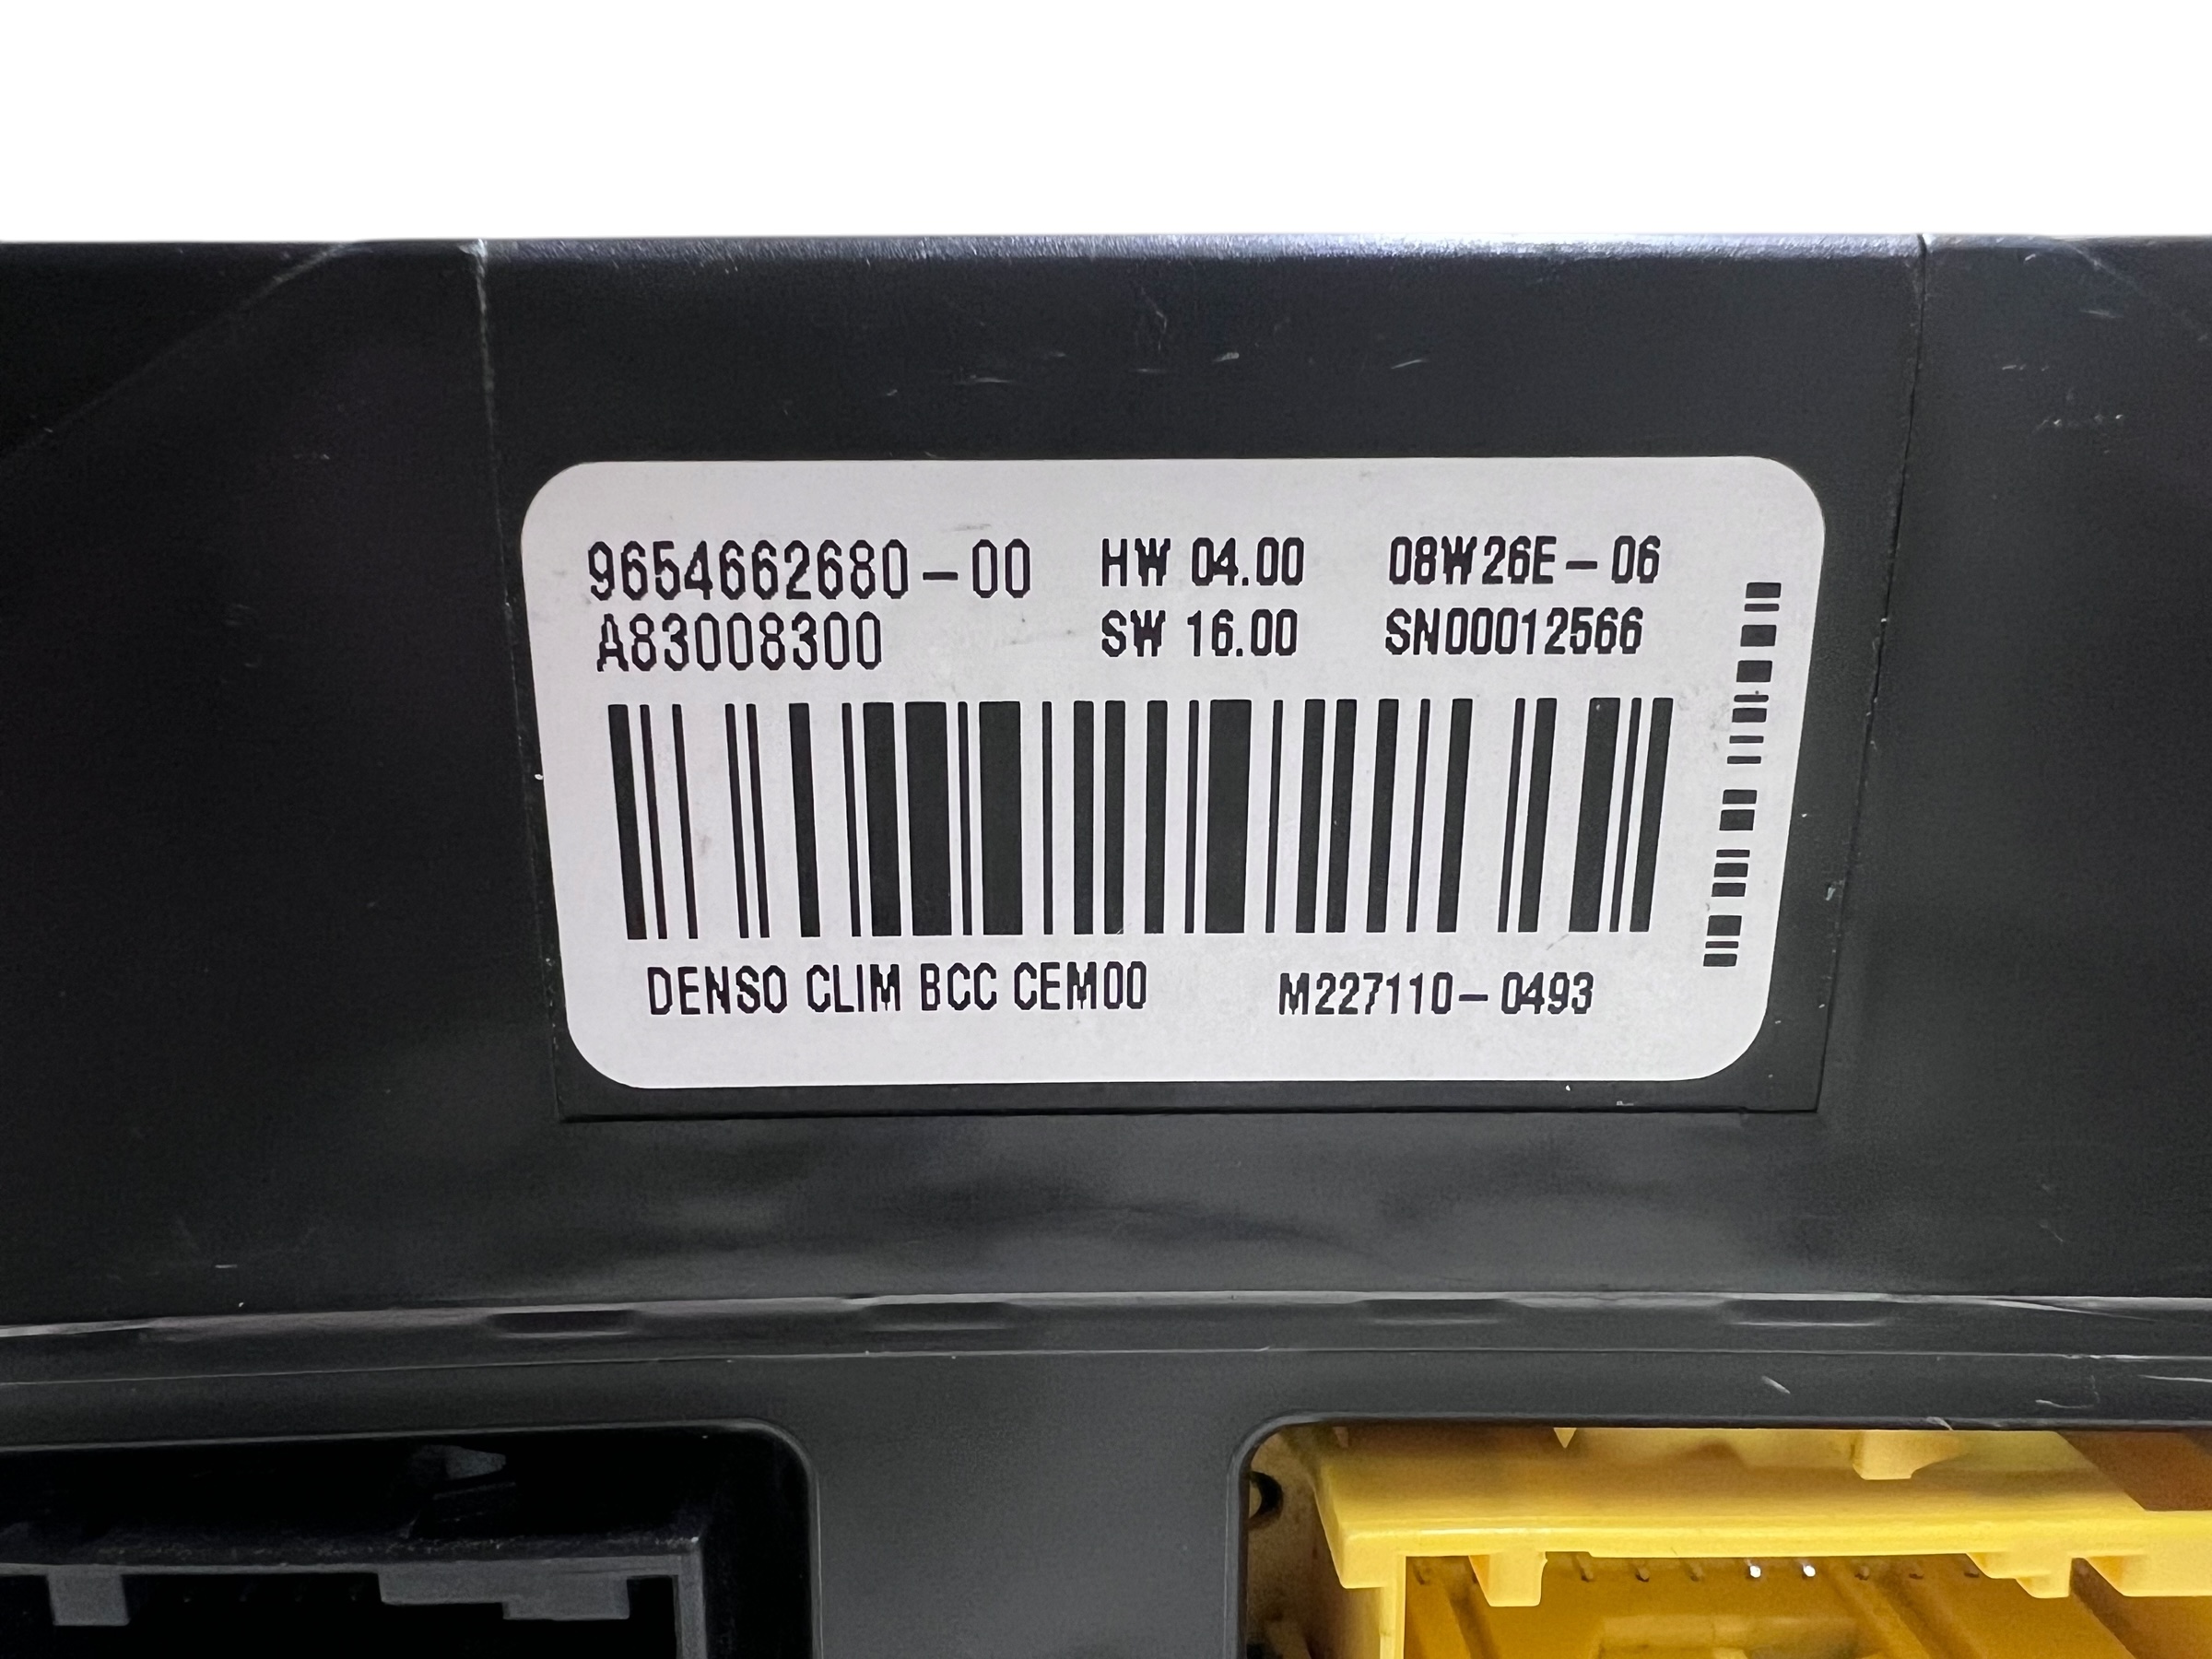 9654662680-00 HW 04.00 08W26E-06
A83008300 SW 16.00 SN00012566
DENSO CLIM BCC CEM00 M227110-0493